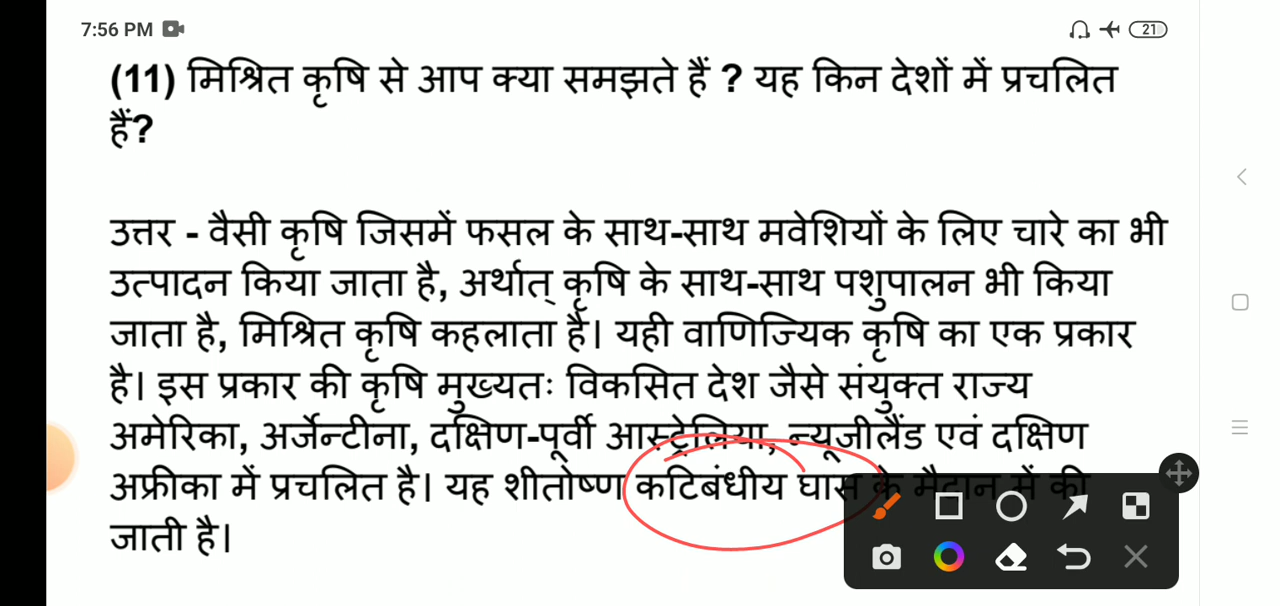 7:56 PM
21
(11) मिश्रित कृषि से आप क्या समझते हैं ? यह किन देशों में प्रचलित
हैं?
उत्तर - वैसी कृषि जिसमें फसल के साथ-साथ मवेशियों के लिए चारे का भी
उत्पादन किया जाता है, अर्थात् कृषि के साथ-साथ पशुपालन भी किया
जाता है, मिश्रित कृषि कहलाता है। यही वाणिज्यिक कृषि का एक प्रकार
है। इस प्रकार की कृषि मुख्यतः विकसित देश जैसे संयुक्त राज्य
अमेरिका, अर्जेन्टीना, दक्षिण-पूर्वी आस्ट्रेलिया, न्यूजीलैंड एवं दक्षिण
अफ्रीका में प्रचलित है। यह शीतोष्ण कटिबंधीय घास के मैदान में की
जाती है।